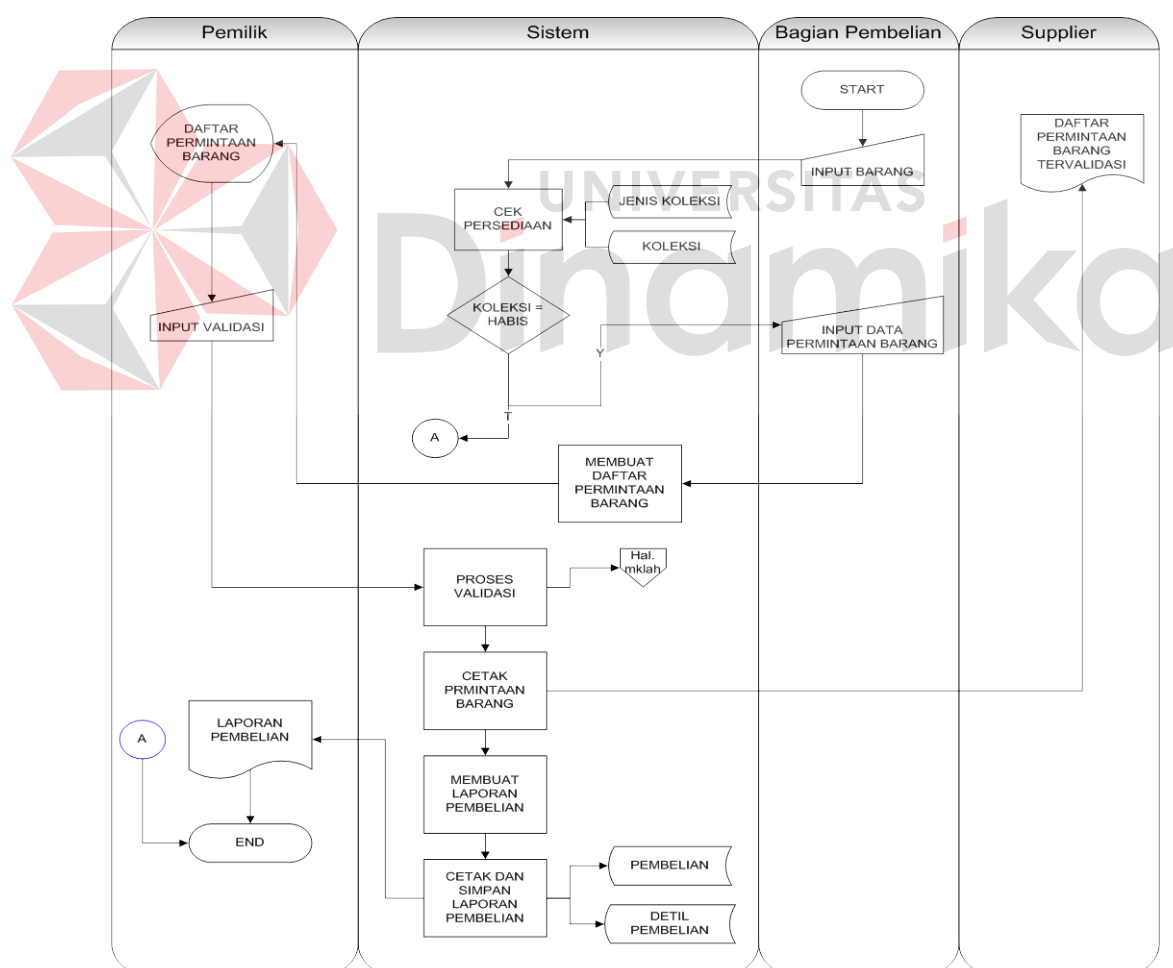 Pemilik
Sistem
Bagian Pembelian
Supplier
START
DAFTAR
PERMINTAAN
BARANG
INPUT BARANG
DAFTAR
PERMINTAAN
BARANG
TERVALIDASI
UNIVERSITAS
Dinamika
CEK
PERSEDIAAN
JENIS KOLEKSI
KOLEKSI
KOLEKSI =
HABIS
INPUT VALIDASI
INPUT DATA
PERMINTAAN BARANG
Y
T
A
MEMBUAT
DAFTAR
PERMINTAAN
BARANG
PROSES
VALIDASI
Hal.
mklah
CETAK
PRMINTAAN
BARANG
LAPORAN
PEMBELIAN
A
MEMBUAT
LAPORAN
PEMBELIAN
END
CETAK DAN
SIMPAN
LAPORAN
PEMBELIAN
PEMBELIAN
DETIL
PEMBELIAN